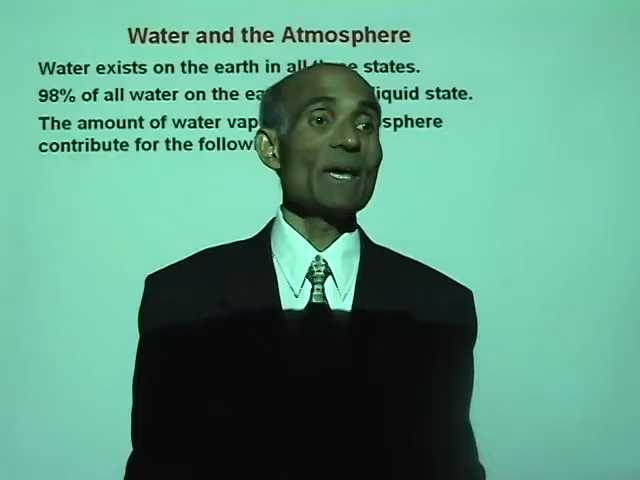 Water and the Atmosphere
Water exists on the earth in all states.
98% of all water on the liquid state.
The amount of water
contribute for the